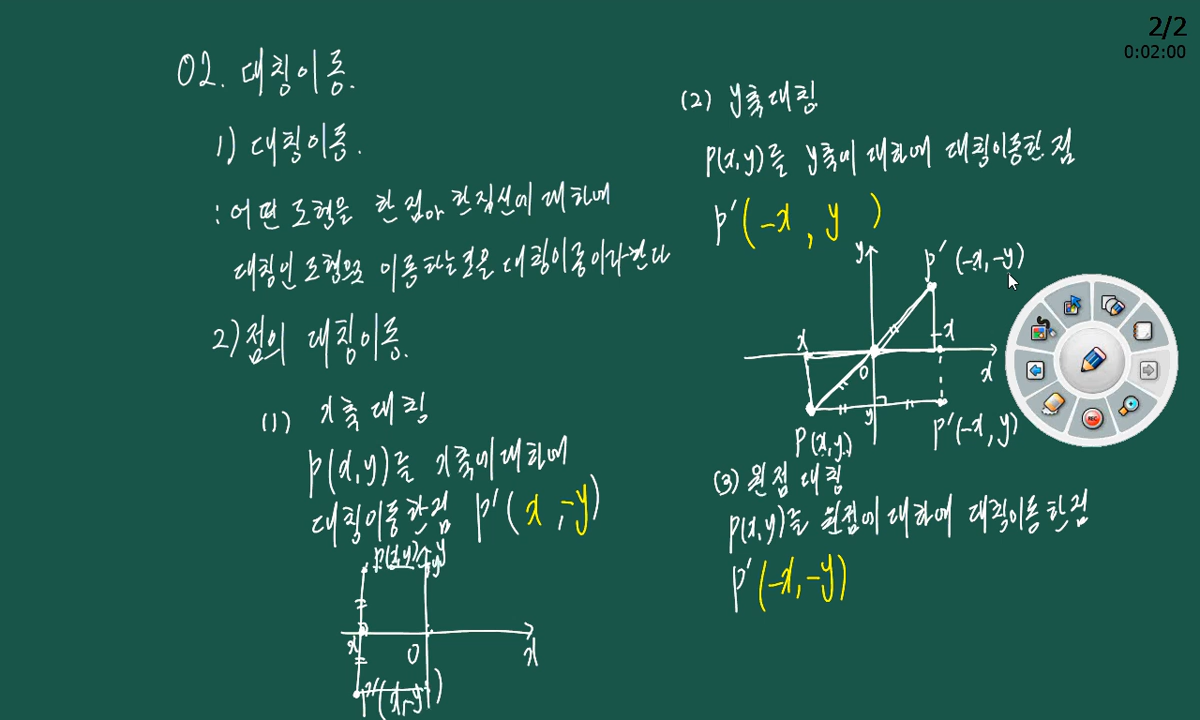 02. 대칭이동.
1) 대칭이동.
: 어떤 도형을 한 점이나 한 직선에 대하여
대칭인 도형으로 이동하는 것을 대칭이동이라 한다
2) 점의 대칭이동.
(1) x축 대칭
P(x,y)를 x축에 대하여
대칭이동한 점 P'(x, -y)
P(x,y)
y
x
O
x
P'(x,-y)
2/2
0:02:00
(2) y축 대칭
P(x,y)를 y축에 대하여 대칭이동한 점
P'(-x, y)
y
P'(-x,-y)
x
-x
O
x
y
P(x,y)
P'(-x, y)
(3) 원점 대칭
P(x,y)를 원점에 대하여 대칭이동한 점
P'(-x,-y)
REC